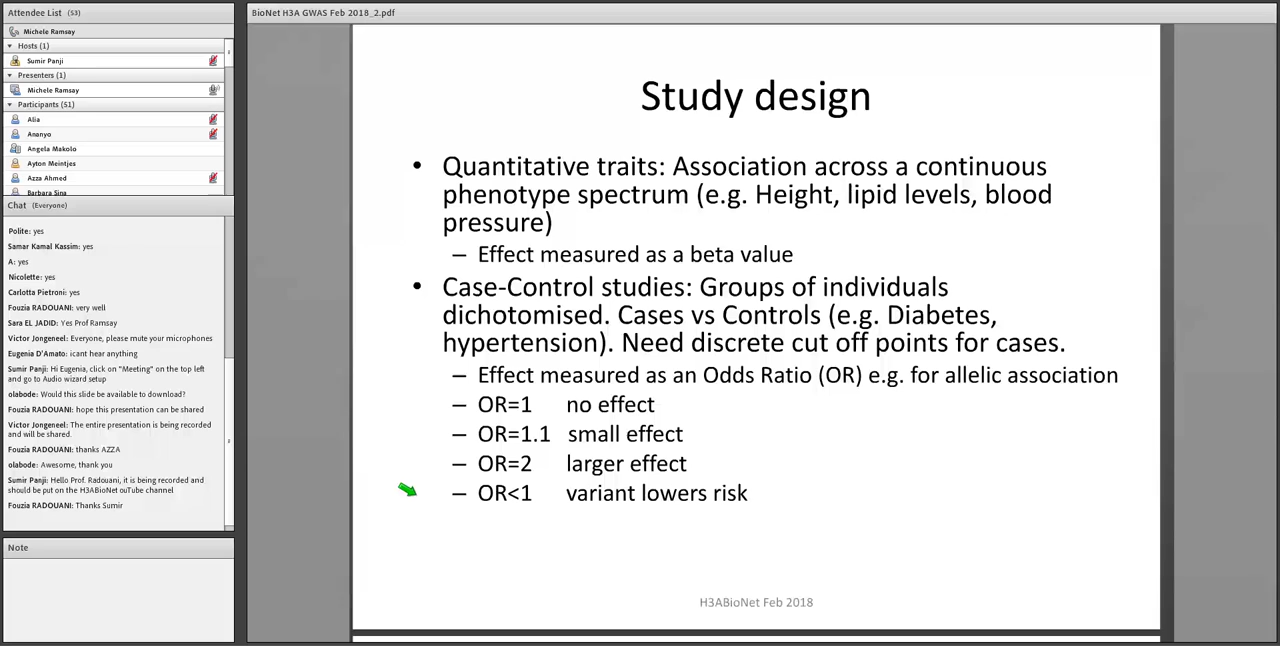 Attendee List (53)
Michele Ramsay
Hosts (1)
Sumir Panji
Presenters (1)
Michele Ramsay
Participants (51)
Alia
Ananyo
Angela Makolo
Ayton Meintjes
Azza Ahmed
Barbara Sina
Chat (Everyone)
Polite: yes
Samar Kamal Kassim: yes
A: yes
Nicolette: yes
Carlotta Pietroni: yes
Fouzia RADOUANI: very well
Sara EL JADID: Yes Prof Ramsay
Victor Jongeneel: Everyone, please mute your microphones
Eugenia D'Amato: icant hear anything
Sumir Panji: Hi Eugenia, click on "Meeting" on the top left
and go to Audio wizard setup
olabode: Would this slide be available to download?
Fouzia RADOUANI: hope this presentation can be shared
Victor Jongeneel: The entire presentation is being recorded
and will be shared.
Fouzia RADOUANI: thanks AZZA
olabode: Awesome, thank you
Sumir Panji: Hello Prof. Radouani, it is being recorded and
should be put on the H3ABioNet ouTube channel
Fouzia RADOUANI: Thanks Sumir
Note
BioNet H3A GWAS Feb 2018_2.pdf
Study design
• Quantitative traits: Association across a continuous
phenotype spectrum (e.g. Height, lipid levels, blood
pressure)
– Effect measured as a beta value
• Case-Control studies: Groups of individuals
dichotomised. Cases vs Controls (e.g. Diabetes,
hypertension). Need discrete cut off points for cases.
– Effect measured as an Odds Ratio (OR) e.g. for allelic association
– OR=1 no effect
– OR=1.1 small effect
– OR=2 larger effect
– OR<1 variant lowers risk
H3ABioNet Feb 2018